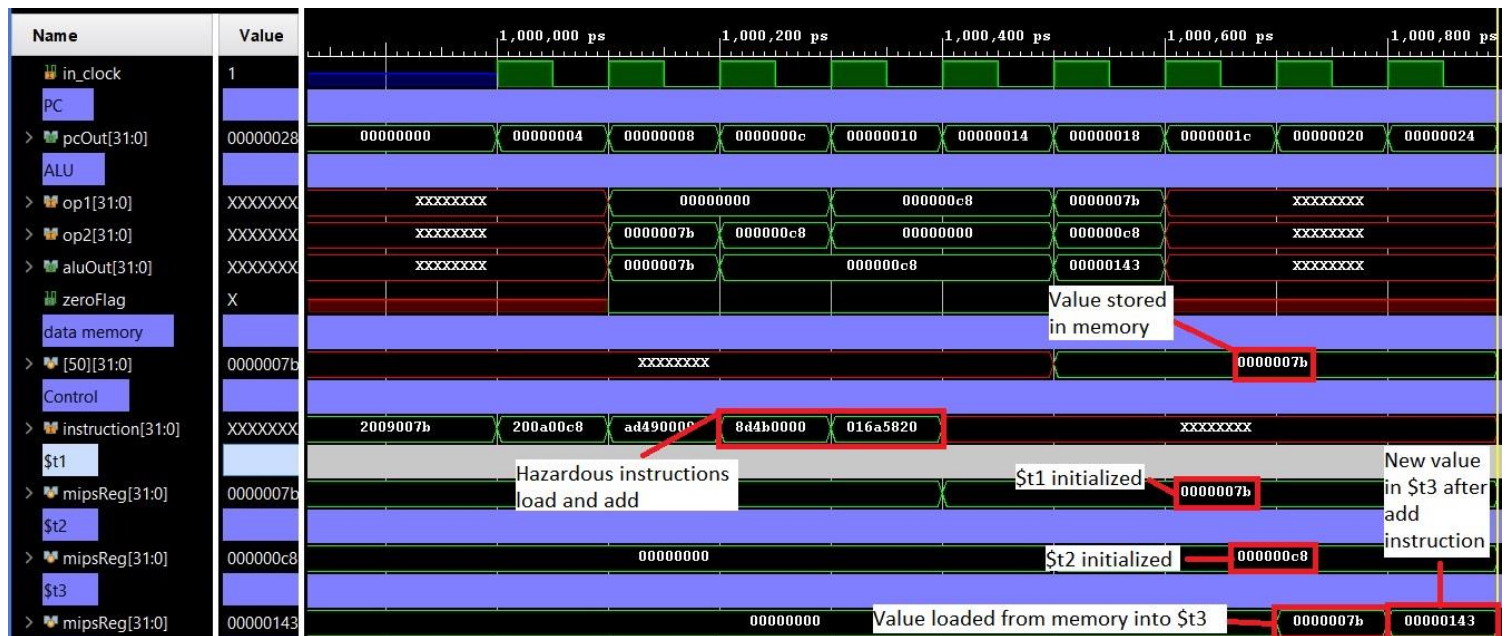 Name Value
1,000,000 ps 1,000,200 ps 1,000,400 ps 1,000,600 ps 1,000,800 ps
in_clock 1
PC
pcOut[31:0] 00000028 00000000 00000004 00000008 0000000c 00000010 00000014 00000018 0000001c 00000020 00000024
ALU
op1[31:0] XXXXXXXX XXXXXXXX 00000000 000000c8 0000007b XXXXXXXX
op2[31:0] XXXXXXXX XXXXXXXX 0000007b 000000c8 00000000 000000c8 XXXXXXXX
aluOut[31:0] XXXXXXXX XXXXXXXX 0000007b 000000c8 00000143 XXXXXXXX
zeroFlag X
Value stored
in memory
data memory
[50][31:0] 0000007b XXXXXXXX 0000007b
Control
instruction[31:0] XXXXXXXX 2009007b 200a00c8 ad490000 8d4b0000 016a5820 XXXXXXXX
$t1
Hazardous instructions
load and add
$t1 initialized
New value
in $t3 after
add
instruction
mipsReg[31:0] 0000007b 0000007b
$t2
mipsReg[31:0] 000000c8 00000000 $t2 initialized 000000c8
$t3
mipsReg[31:0] 00000143 00000000 Value loaded from memory into $t3 0000007b 00000143